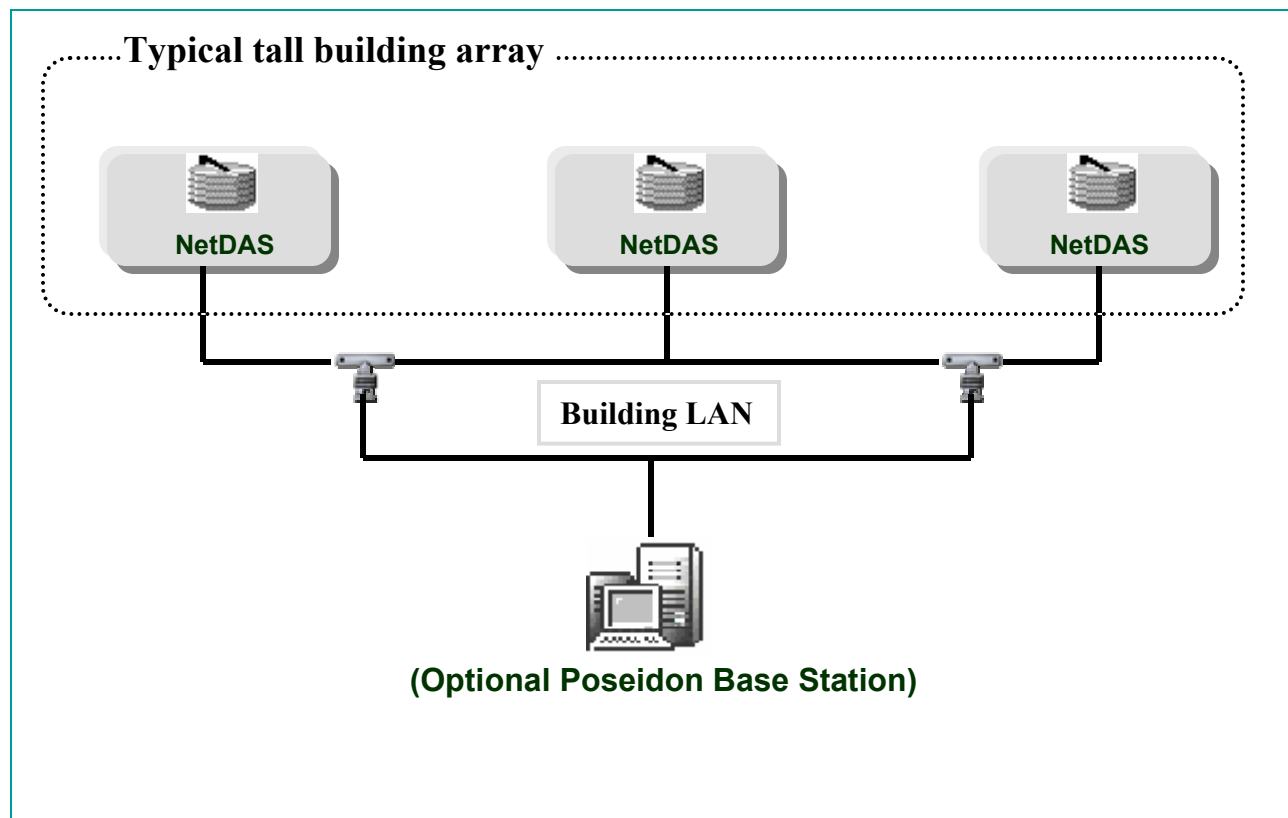 Typical tall building array
NetDAS
NetDAS
NetDAS
Building LAN
(Optional Poseidon Base Station)